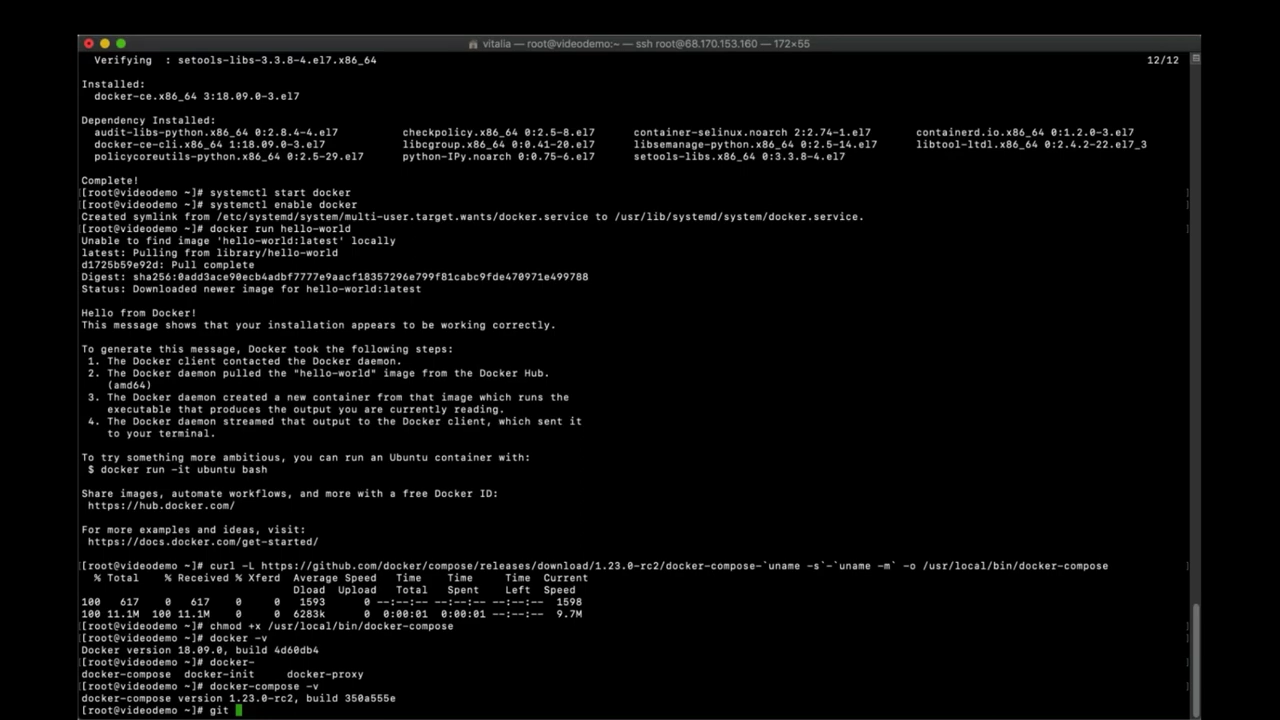 vitalia — root@videodemo:~ — ssh root@68.170.153.160 — 172×55
Verifying : setools-libs-3.3.8-4.el7.x86_64 12/12
Installed:
docker-ce.x86_64 3:18.09.0-3.el7
Dependency Installed:
audit-libs-python.x86_64 0:2.8.4-4.el7 checkpolicy.x86_64 0:2.5-8.el7 container-selinux.noarch 2:2.74-1.el7 containerd.io.x86_64 0:1.2.0-3.el7
docker-ce-cli.x86_64 1:18.09.0-3.el7 libcgroup.x86_64 0:0.41-20.el7 libsemanage-python.x86_64 0:2.5-14.el7 libtool-ltdl.x86_64 0:2.4.2-22.el7_3
policycoreutils-python.x86_64 0:2.5-29.el7 python-IPy.noarch 0:0.75-6.el7 setools-libs.x86_64 0:3.3.8-4.el7
Complete!
[root@videodemo ~]# systemctl start docker
[root@videodemo ~]# systemctl enable docker
Created symlink from /etc/systemd/system/multi-user.target.wants/docker.service to /usr/lib/systemd/system/docker.service.
[root@videodemo ~]# docker run hello-world
Unable to find image 'hello-world:latest' locally
latest: Pulling from library/hello-world
d1725b59e92d: Pull complete
Digest: sha256:0add3ace90ecb4adbf7777e9aacf18357296e799f81cabc9fde470971e499788
Status: Downloaded newer image for hello-world:latest
Hello from Docker!
This message shows that your installation appears to be working correctly.
To generate this message, Docker took the following steps:
1. The Docker client contacted the Docker daemon.
2. The Docker daemon pulled the "hello-world" image from the Docker Hub.
(amd64)
3. The Docker daemon created a new container from that image which runs the
executable that produces the output you are currently reading.
4. The Docker daemon streamed that output to the Docker client, which sent it
to your terminal.
To try something more ambitious, you can run an Ubuntu container with:
$ docker run -it ubuntu bash
Share images, automate workflows, and more with a free Docker ID:
https://hub.docker.com/
For more examples and ideas, visit:
https://docs.docker.com/get-started/
[root@videodemo ~]# curl -L https://github.com/docker/compose/releases/download/1.23.0-rc2/docker-compose-`uname -s`-`uname -m` -o /usr/local/bin/docker-compose
% Total % Received % Xferd Average Speed Time Time Time Current
Dload Upload Total Spent Left Speed
100 617 0 617 0 0 1593 0 --:--:-- --:--:-- --:--:-- 1598
100 11.1M 100 11.1M 0 0 6283k 0 0:00:01 0:00:01 --:--:-- 9.7M
[root@videodemo ~]# chmod +x /usr/local/bin/docker-compose
[root@videodemo ~]# docker -v
Docker version 18.09.0, build 4d60db4
[root@videodemo ~]# docker-
docker-compose docker-init docker-proxy
[root@videodemo ~]# docker-compose -v
docker-compose version 1.23.0-rc2, build 350a555e
[root@videodemo ~]# git